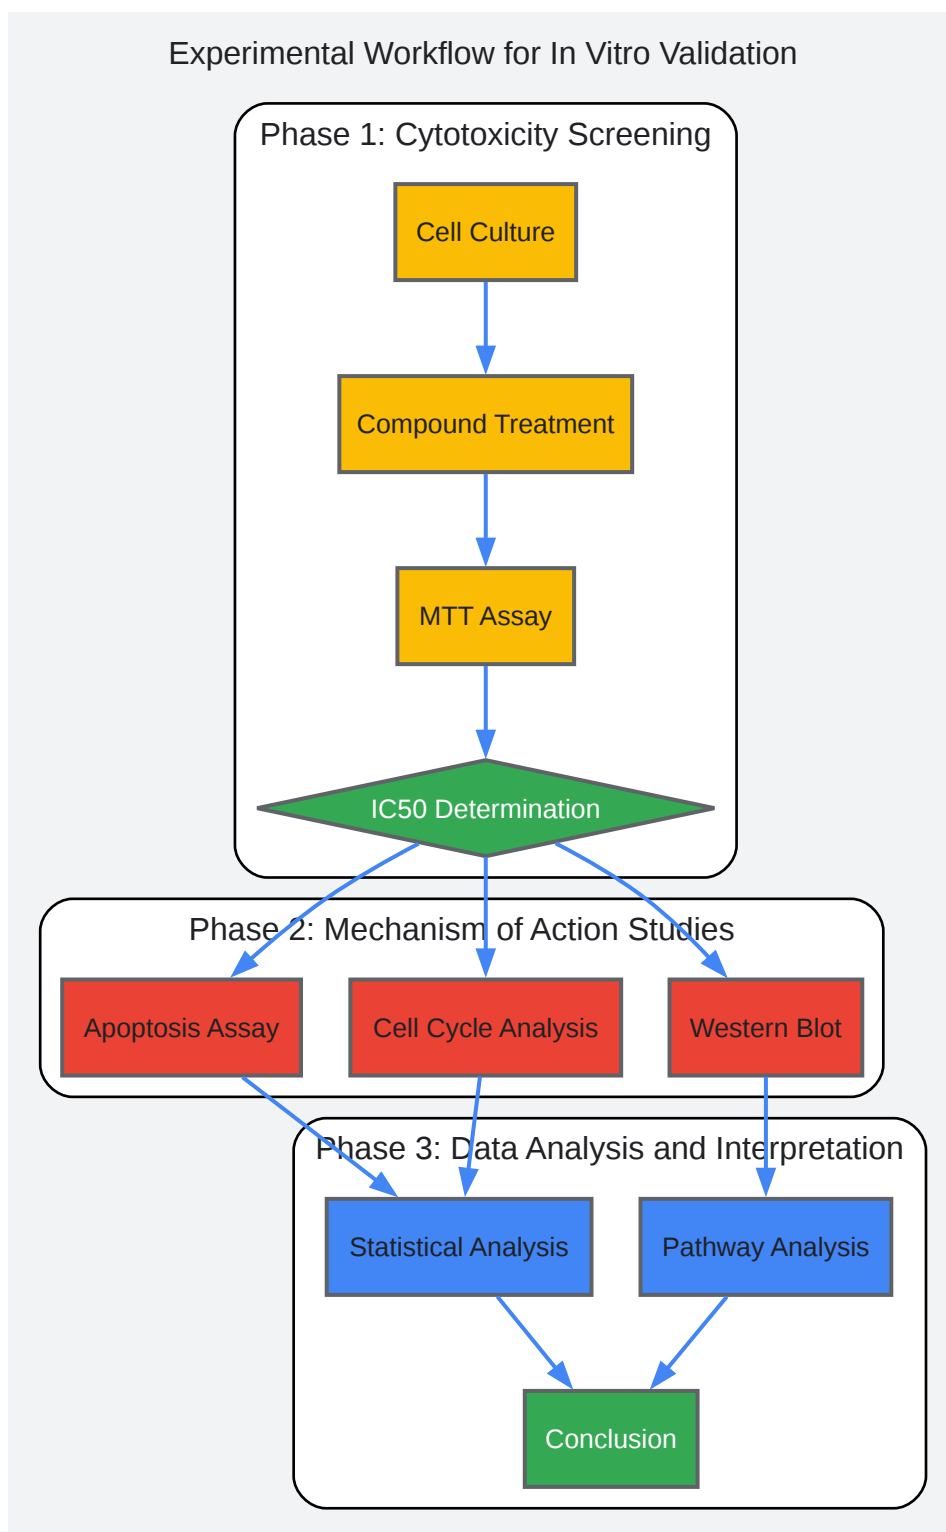 Experimental Workflow for In Vitro Validation
Phase 1: Cytotoxicity Screening
Cell Culture
Compound Treatment
MTT Assay
IC50 Determination
Phase 2: Mechanism of Action Studies
Apoptosis Assay
Cell Cycle Analysis
Western Blot
Phase 3: Data Analysis and Interpretation
Statistical Analysis
Pathway Analysis
Conclusion